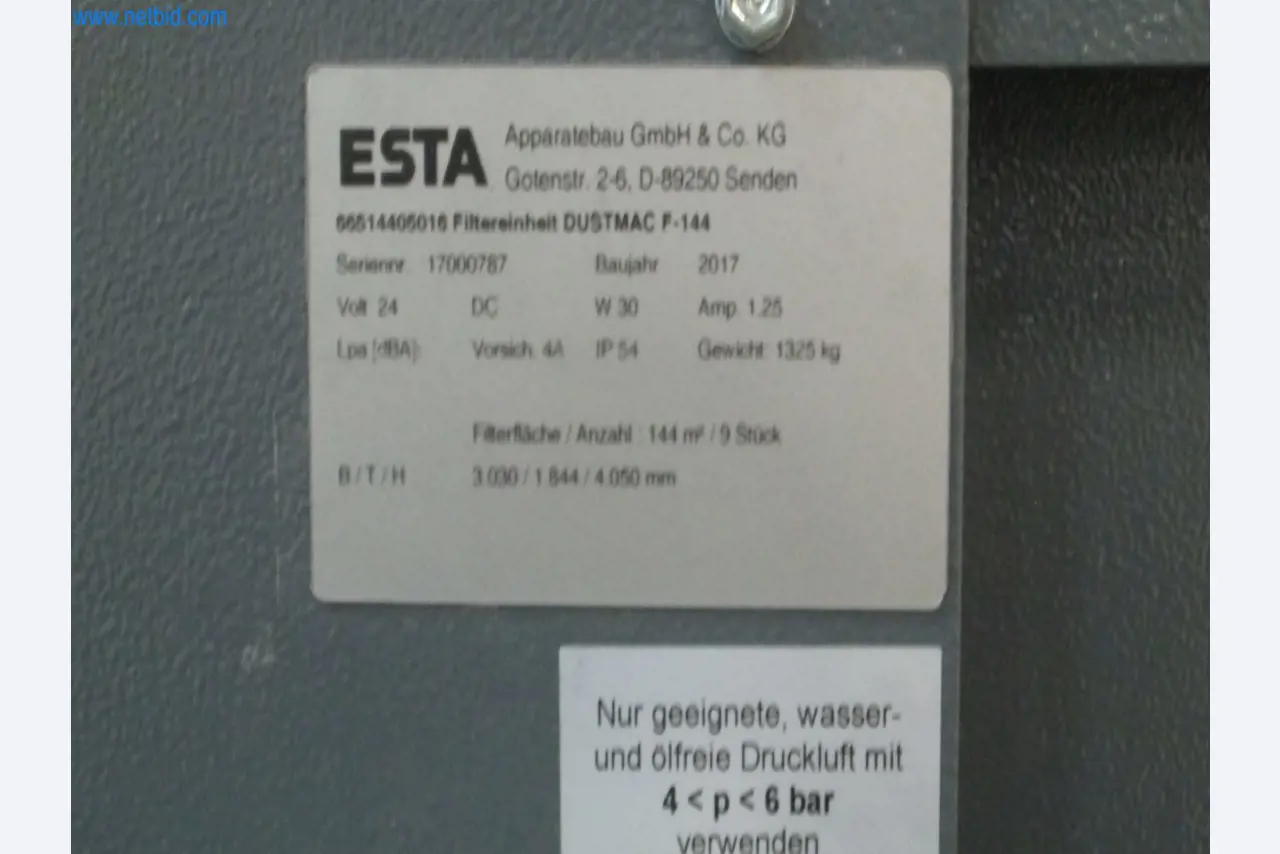 www.netbid.com
ESTA Apparatebau GmbH & Co. KG
Gotenstr. 2-6, D-89250 Senden
Filtereinheit DUSTMAC F-144
Seriennr. 17000787 Baujahr 2017
Volt 24 DC W 30 Amp. 1.25
Lpa [dBA]: Vorsich. 4A IP 54 Gewicht: 1325 kg
Filterfläche / Anzahl : 144 m² / 9 Stück
B / T / H 3.030 / 1.844 / 4.050 mm
Nur geeignete, wasser-
und ölfreie Druckluft mit
4 < p < 6 bar
verwenden